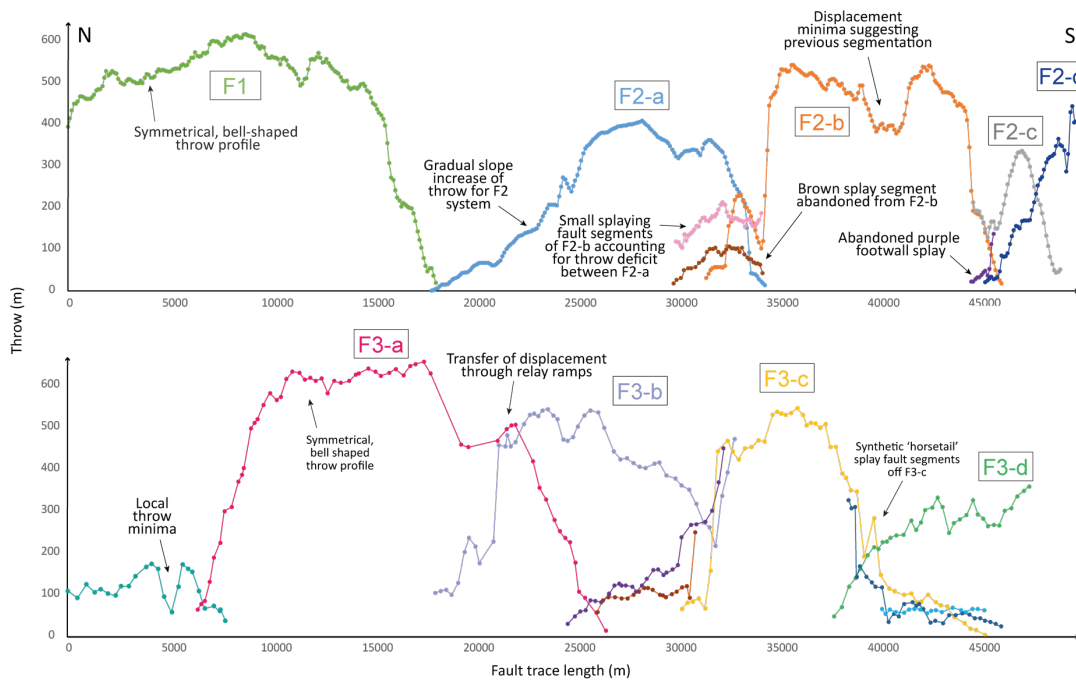 N
Displacement
minima suggesting
previous segmentation
S
600
500
400
300
200
100
0
F1
F2-a
F2-b
F2-c
F2-d
Symmetrical, bell-shaped
throw profile
Gradual slope
increase of
throw for F2
system
Small splaying
fault segments
of F2-b accounting
for throw deficit
between F2-a
Brown splay segment
abandoned from F2-b
Abandoned purple
footwall splay
0 5000 10000 15000 20000 25000 30000 35000 40000 45000
Throw (m)
600
500
400
300
200
100
0
F3-a
Transfer of displacement
through relay ramps
F3-b
F3-c
F3-d
Symmetrical,
bell shaped
throw profile
Local
throw
minima
Synthetic 'horsetail'
splay fault segments
off F3-c
0 5000 10000 15000 20000 25000 30000 35000 40000 45000
Fault trace length (m)